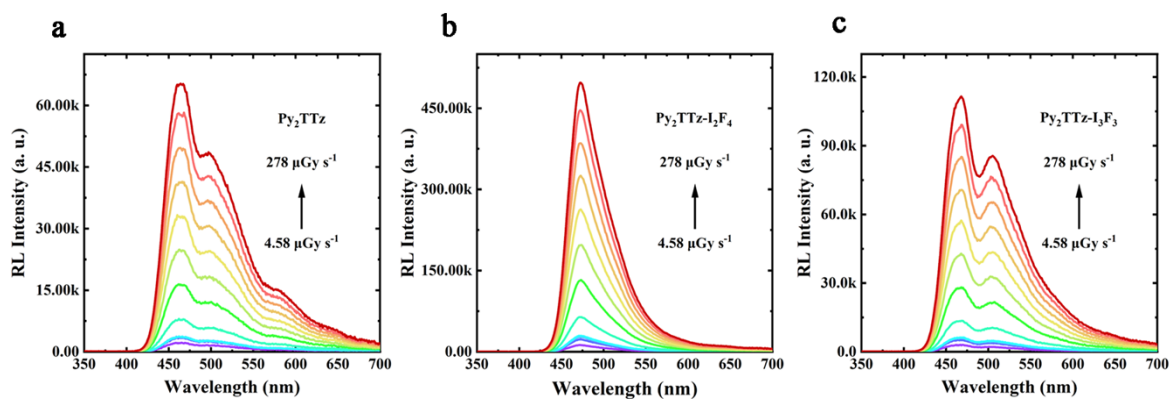 a
RL Intensity (a. u.)
60.00k
45.00k
30.00k
15.00k
0.00
Py₂TTz
278 μGy s⁻¹
4.58 μGy s⁻¹
350 400 450 500 550 600 650 700
Wavelength (nm)
b
RL Intensity (a. u.)
450.00k
300.00k
150.00k
0.00
Py₂TTz-I₂F₄
278 μGy s⁻¹
4.58 μGy s⁻¹
350 400 450 500 550 600 650 700
Wavelength (nm)
c
RL Intensity (a. u.)
120.0k
90.0k
60.0k
30.0k
0.0
Py₂TTz-I₃F₃
278 μGy s⁻¹
4.58 μGy s⁻¹
350 400 450 500 550 600 650 700
Wavelength (nm)